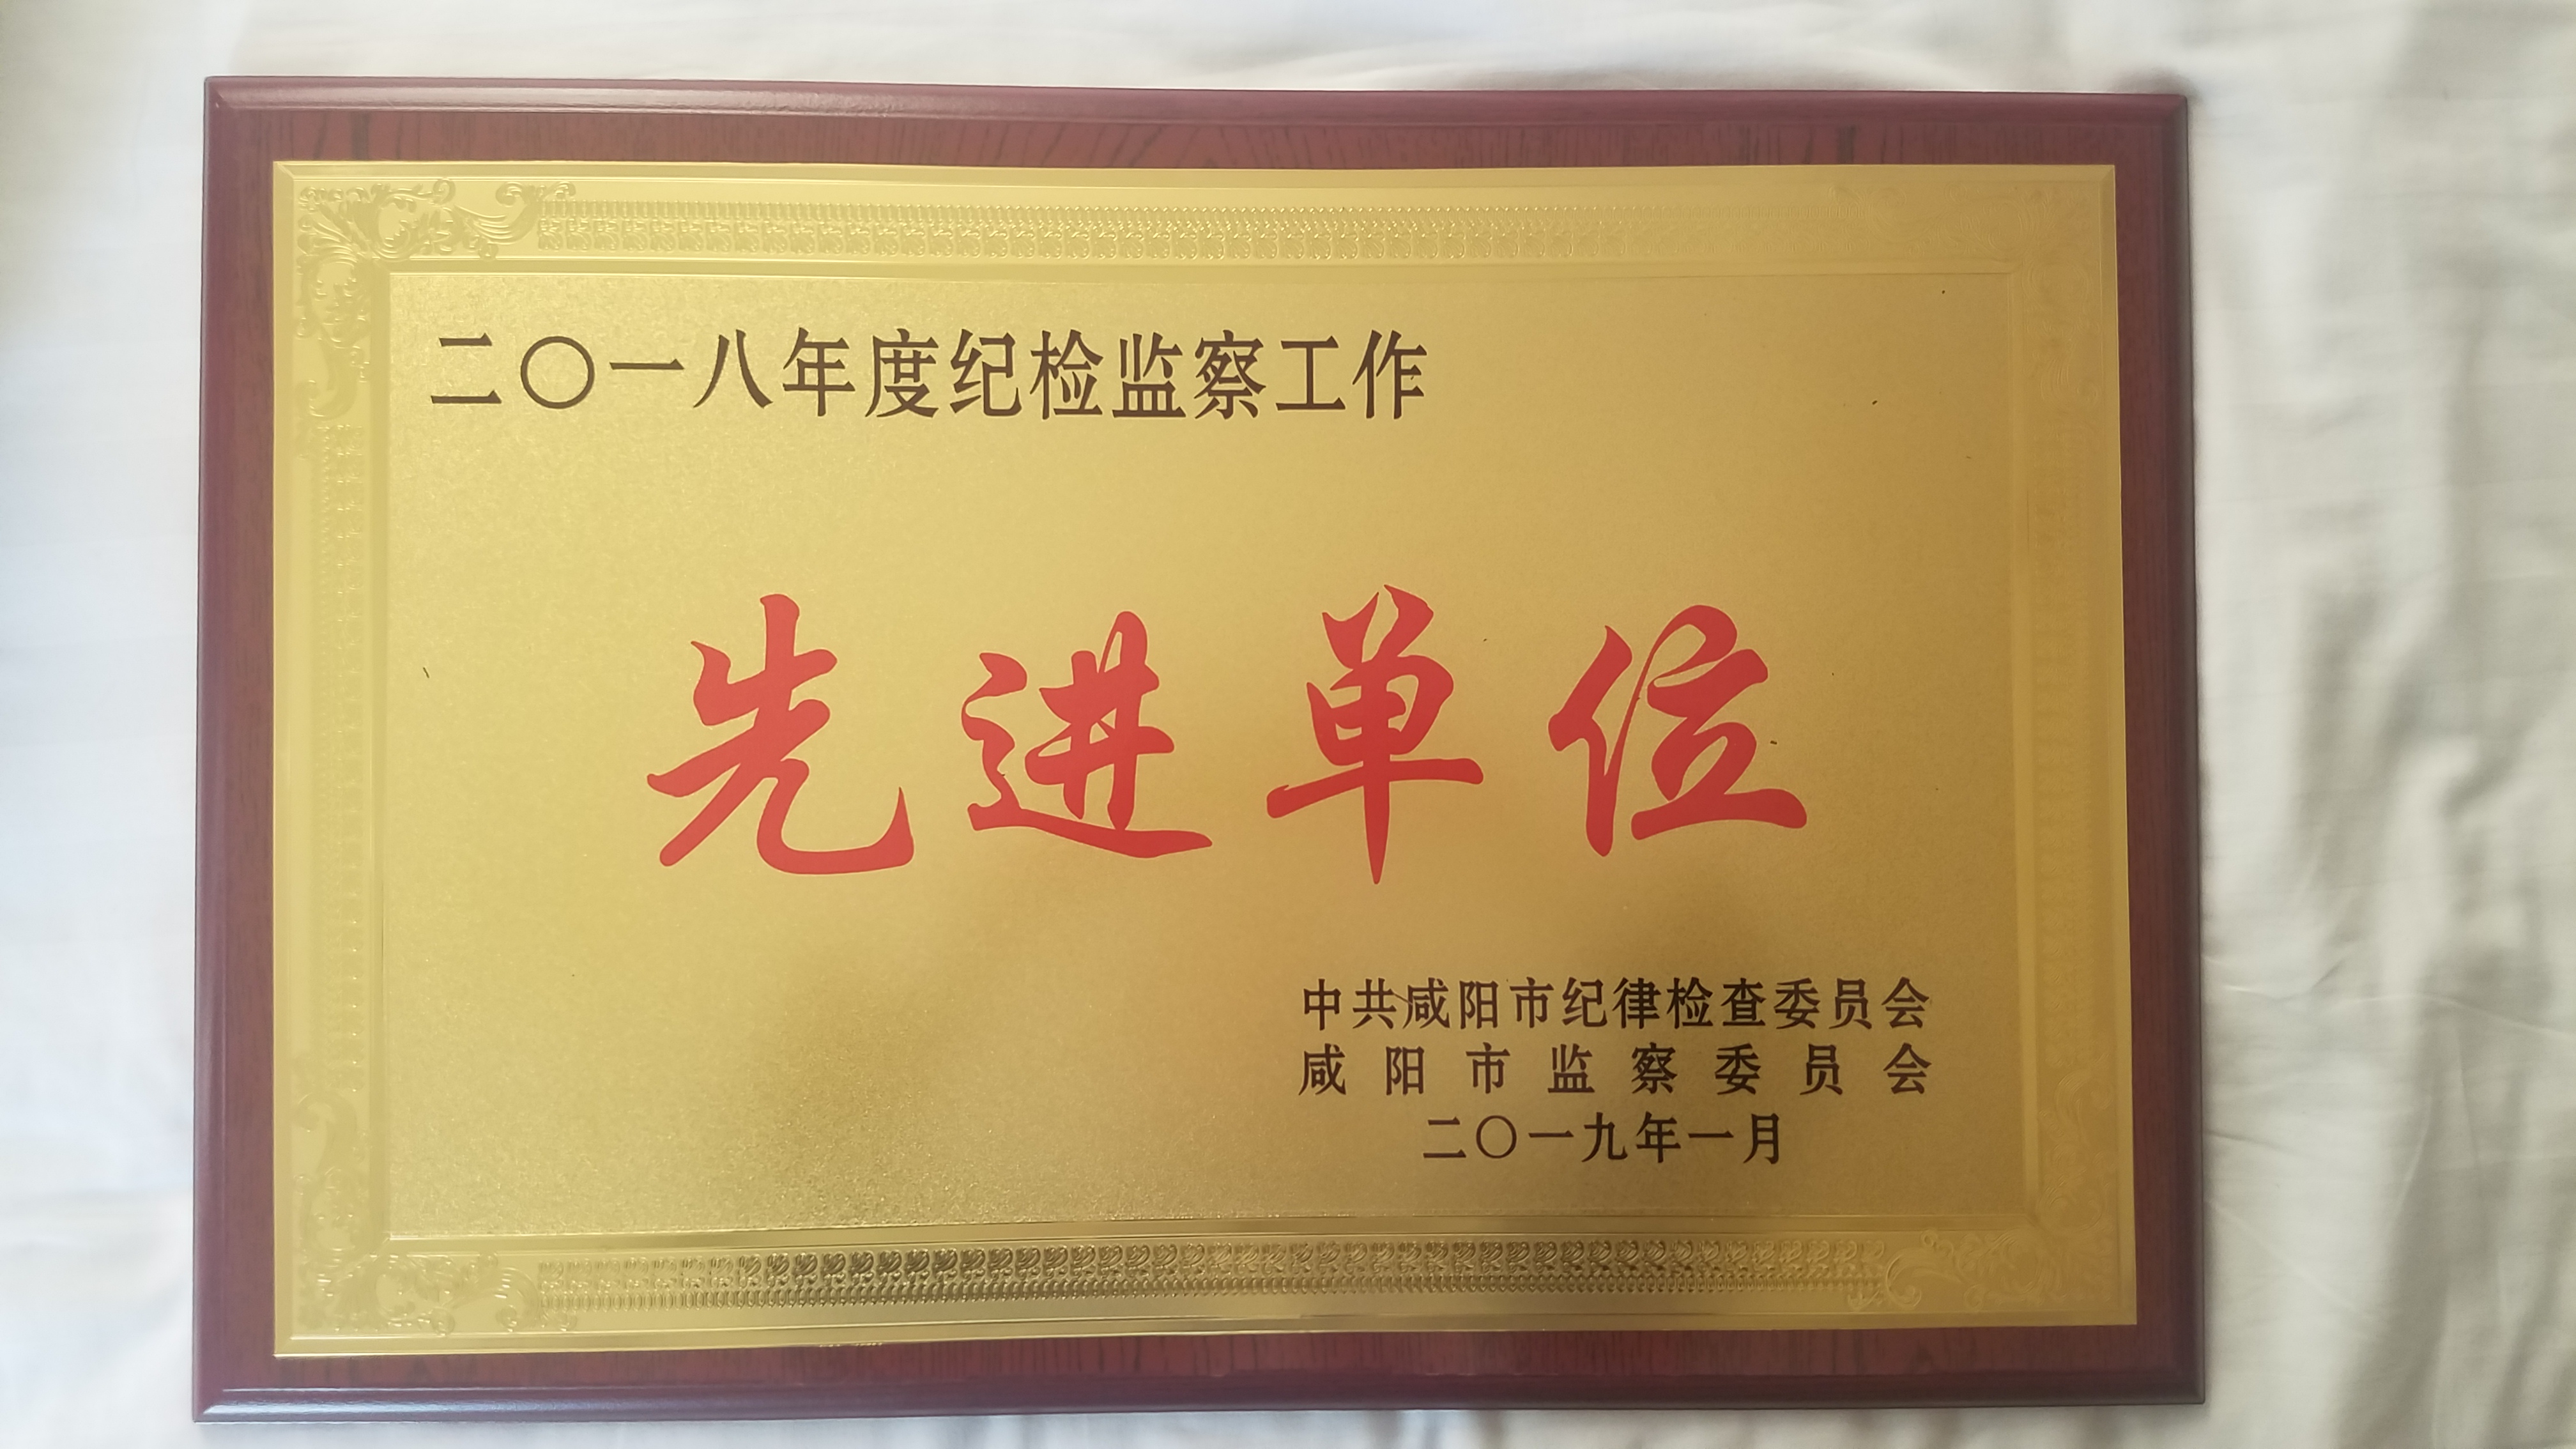 二〇一八年度纪检监察工作
先进单位
中共咸阳市纪律检查委员会
咸阳市监察委员会
二〇一九年一月